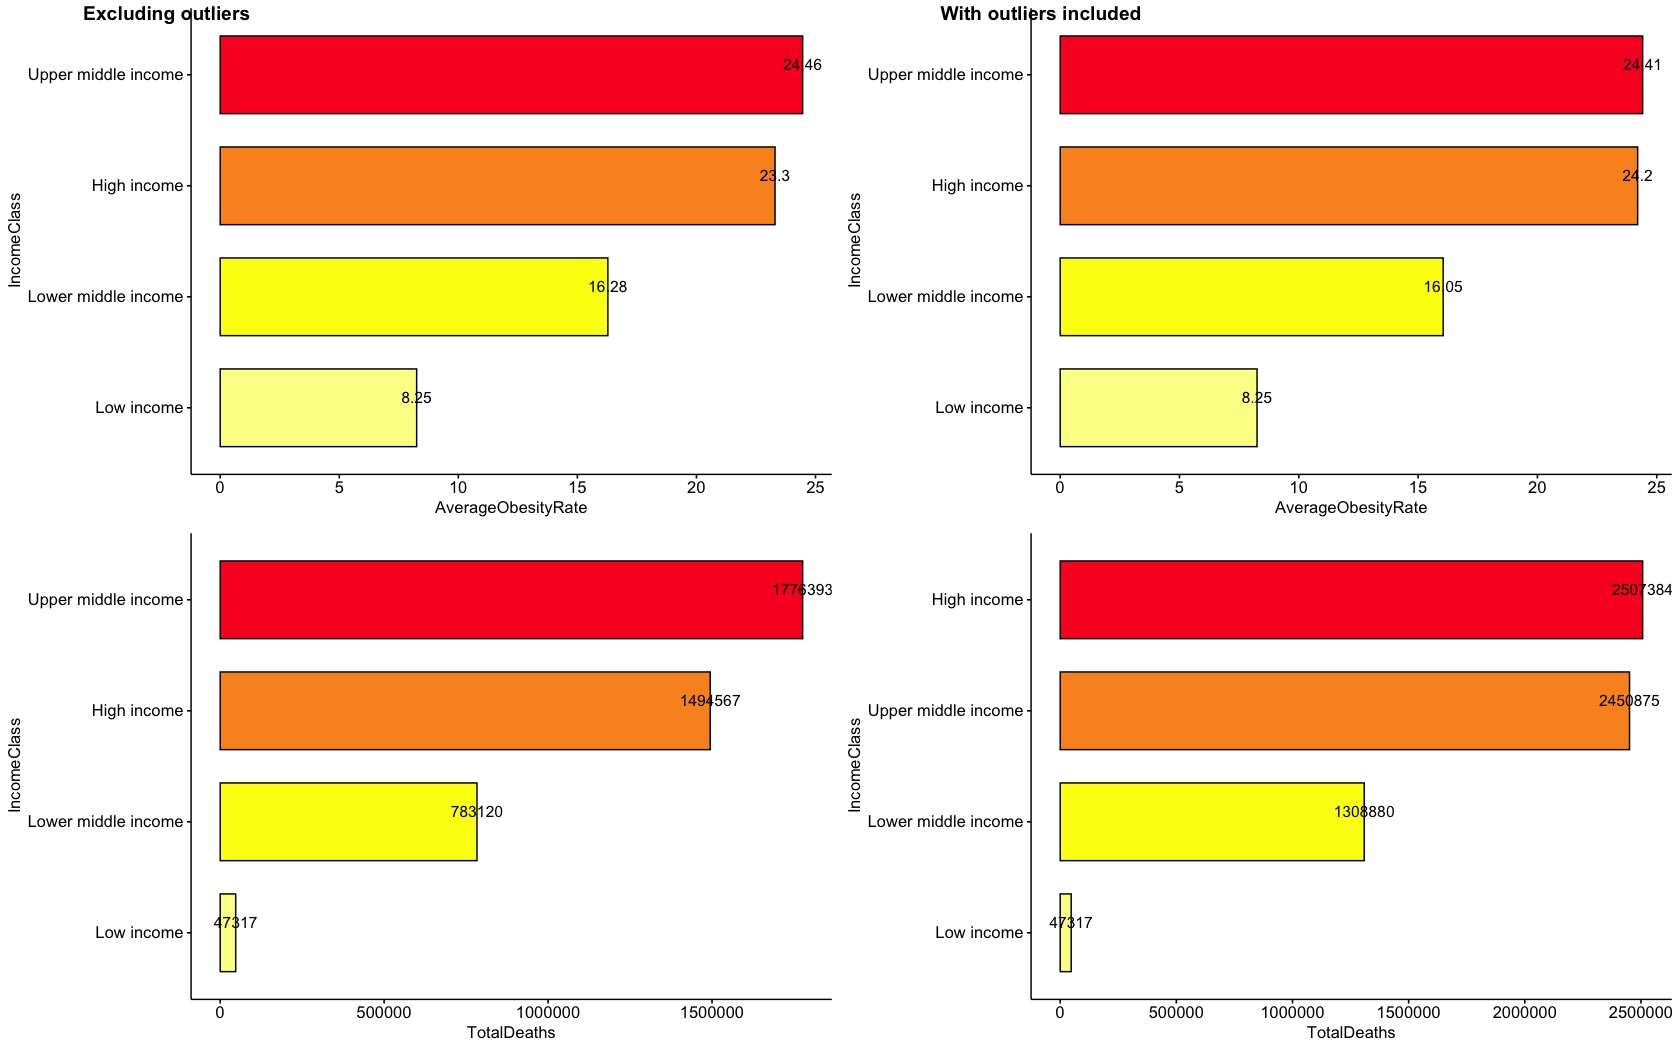 Excluding outliers
IncomeClass
Upper middle income
24.46
High income
23.3
Lower middle income
16.28
Low income
8.25
0 5 10 15 20 25
AverageObesityRate
With outliers included
IncomeClass
Upper middle income
24.41
High income
24.2
Lower middle income
16.05
Low income
8.25
0 5 10 15 20 25
AverageObesityRate
IncomeClass
Upper middle income
1776393
High income
1494567
Lower middle income
783120
Low income
47317
0 500000 1000000 1500000
TotalDeaths
IncomeClass
High income
2507384
Upper middle income
2450875
Lower middle income
1308880
Low income
47317
0 500000 1000000 1500000 2000000 2500000
TotalDeaths